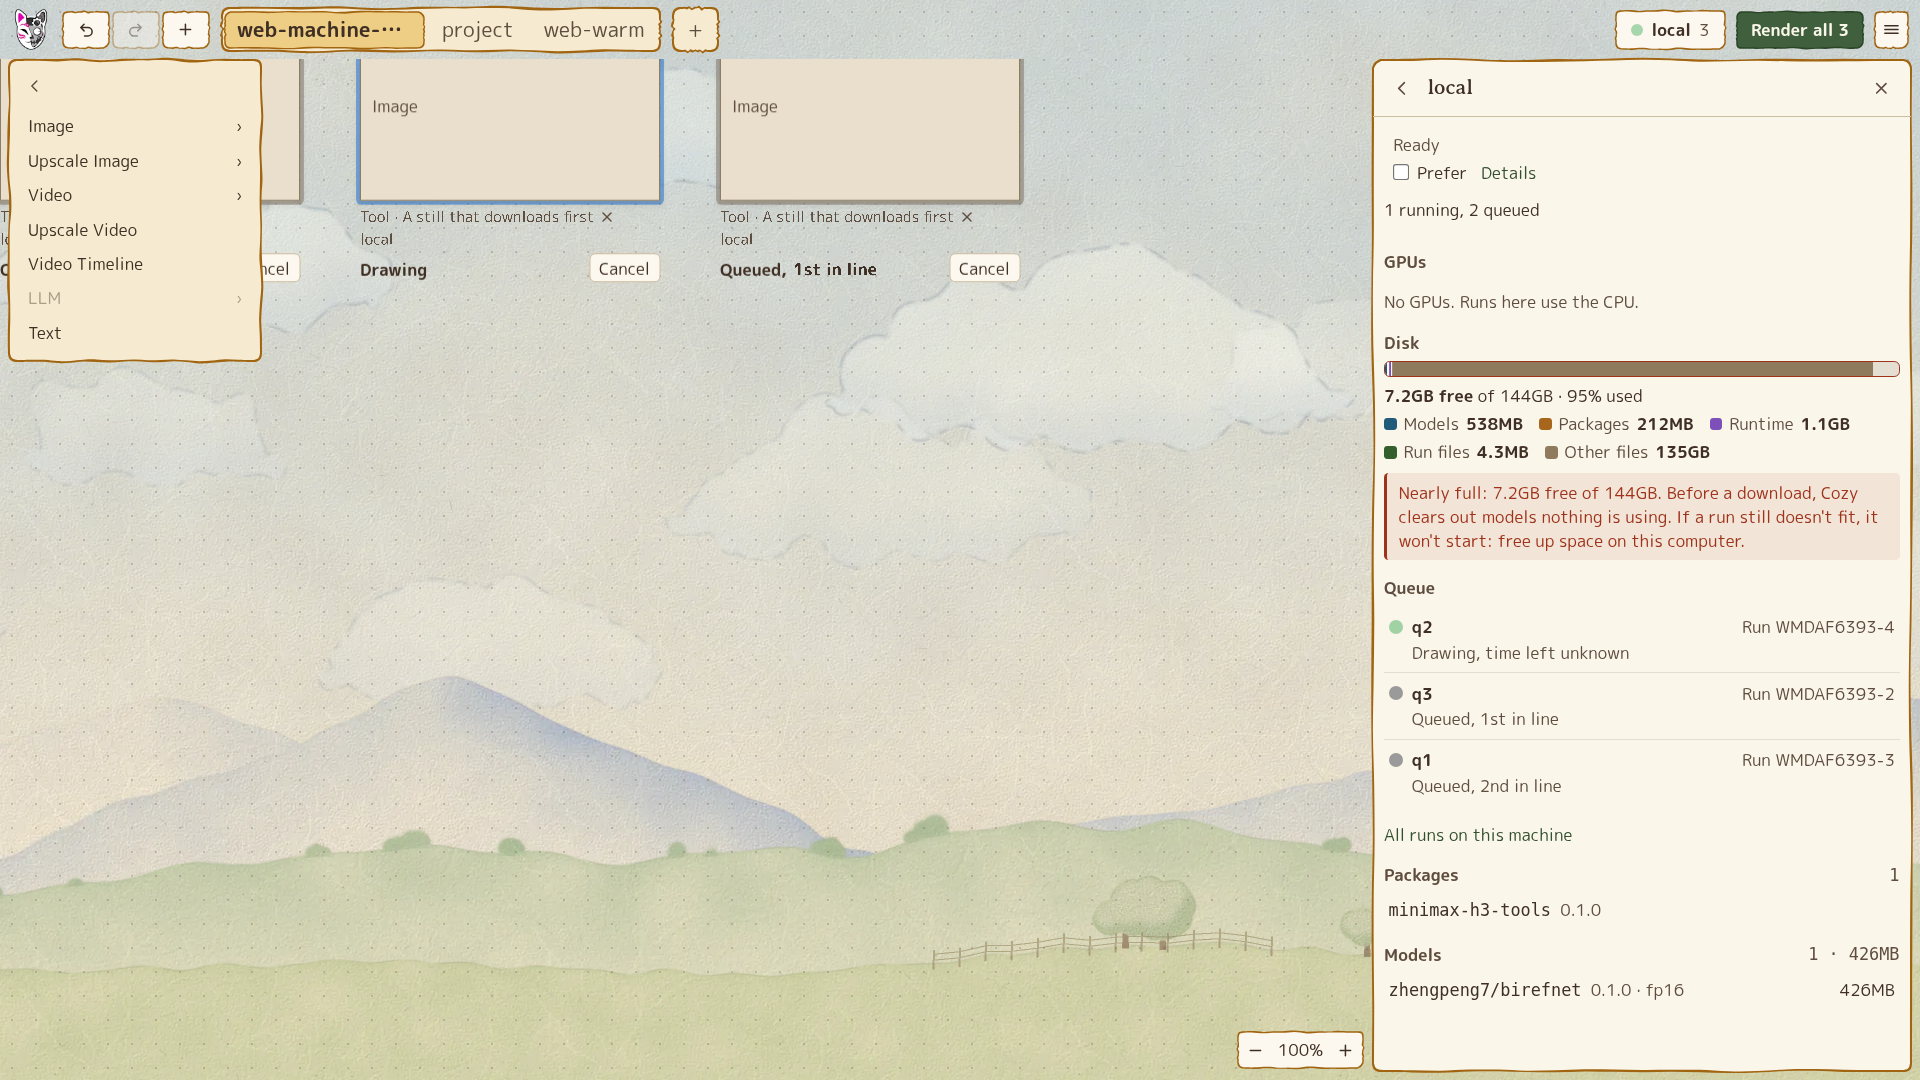 web-machine-···
project
web-warm
local 3
Render all 3
Image
Upscale Image
Video
Upscale Video
Video Timeline
LLM
Text
ncel
Image
Tool · A still that downloads first ×
local
Drawing
Cancel
Image
Tool · A still that downloads first ×
local
Queued, 1st in line
Cancel
100%
local
Ready
Prefer Details
1 running, 2 queued
GPUs
No GPUs. Runs here use the CPU.
Disk
7.2GB free of 144GB · 95% used
Models 538MB Packages 212MB Runtime 1.1GB
Run files 4.3MB Other files 135GB
Nearly full: 7.2GB free of 144GB. Before a download, Cozy
clears out models nothing is using. If a run still doesn't fit, it
won't start: free up space on this computer.
Queue
q2 Run WMDAF6393-4
Drawing, time left unknown
q3 Run WMDAF6393-2
Queued, 1st in line
q1 Run WMDAF6393-3
Queued, 2nd in line
All runs on this machine
Packages 1
minimax-h3-tools 0.1.0
Models 1 · 426MB
zhengpeng7/birefnet 0.1.0 · fp16 426MB